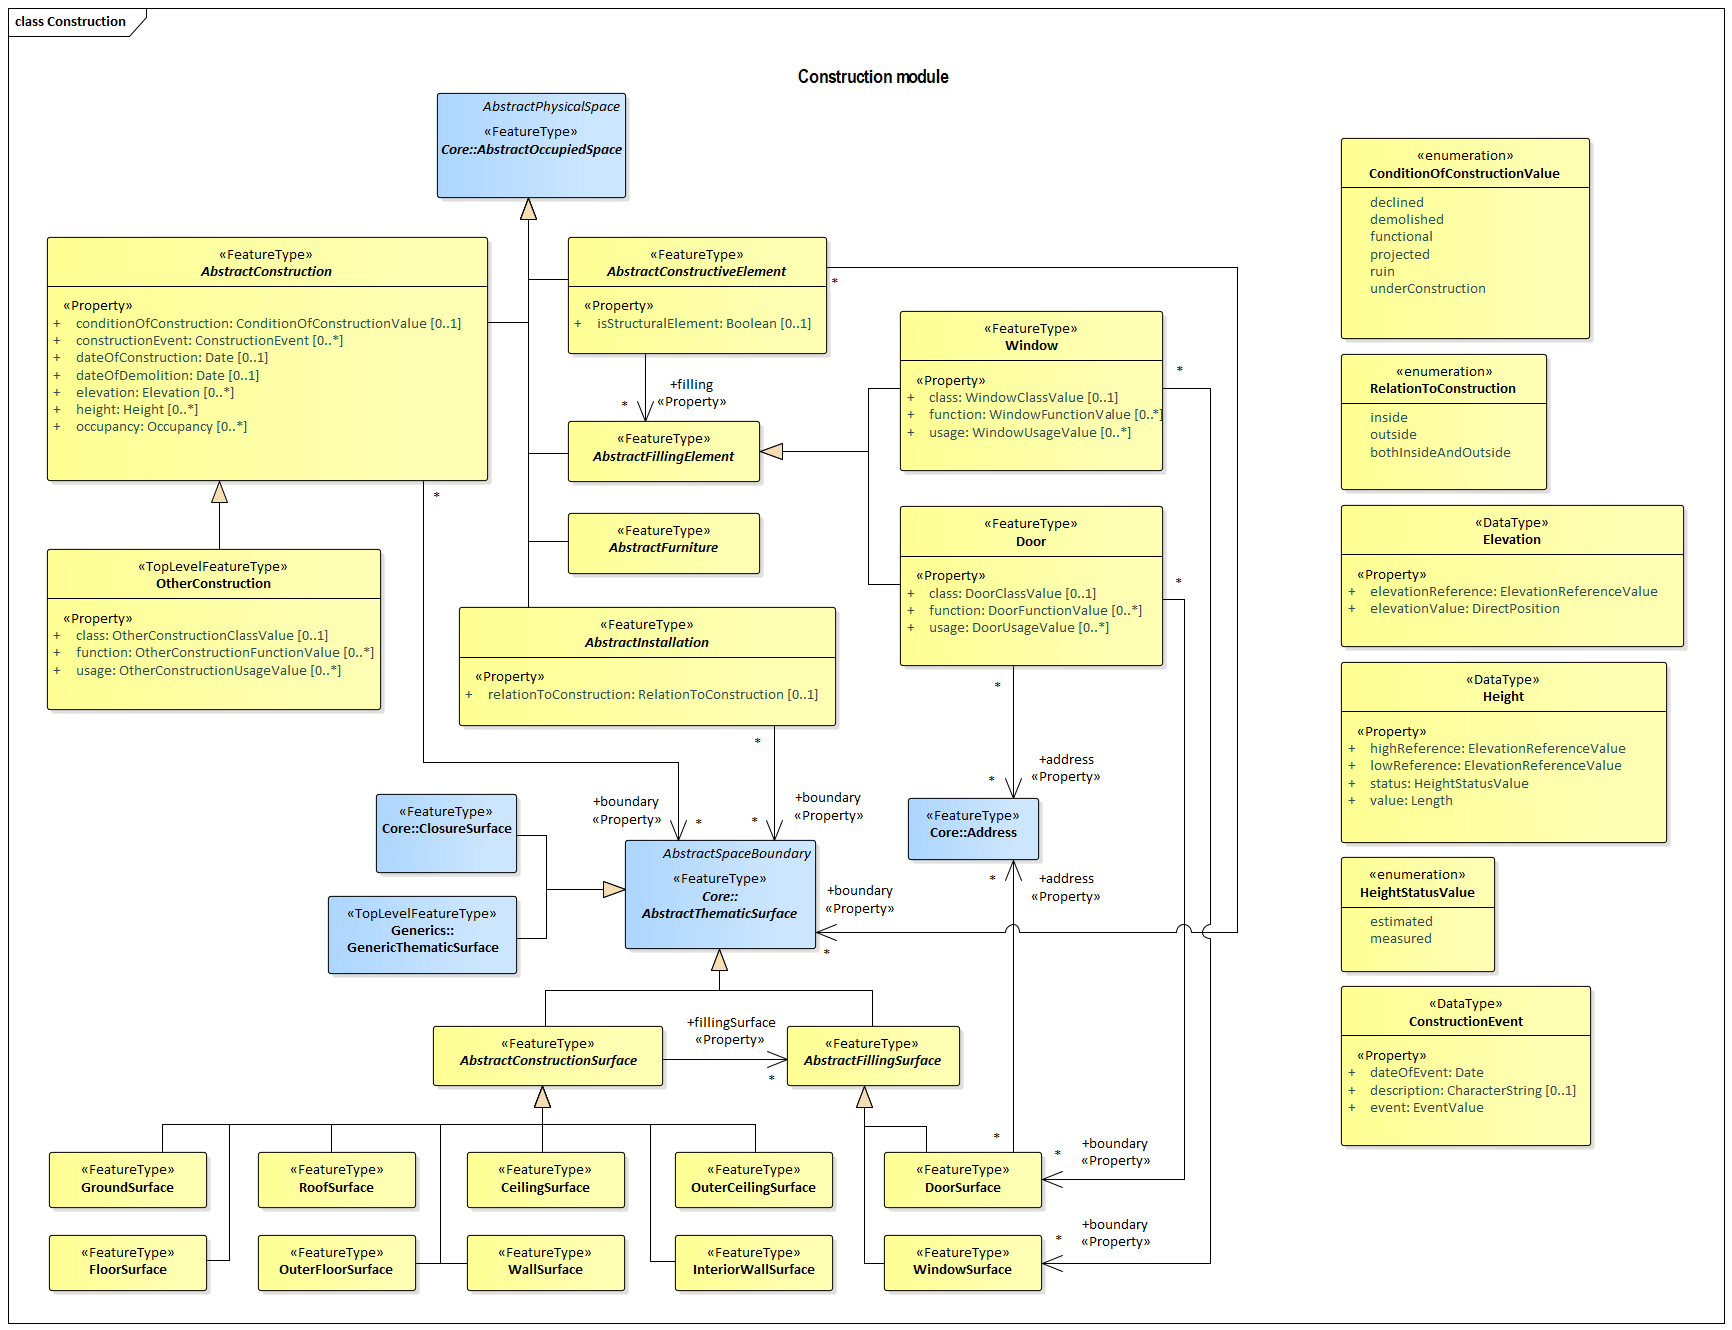 class Construction
Construction module
AbstractPhysicalSpace
«FeatureType»
Core::AbstractOccupiedSpace
«FeatureType»
AbstractConstruction
«Property»
+ conditionOfConstruction: ConditionOfConstructionValue [0..1]
+ constructionEvent: ConstructionEvent [0..*]
+ dateOfConstruction: Date [0..1]
+ dateOfDemolition: Date [0..1]
+ elevation: Elevation [0..*]
+ height: Height [0..*]
+ occupancy: Occupancy [0..*]
*
«FeatureType»
AbstractConstructiveElement
«Property»
+ isStructuralElement: Boolean [0..1]
*
+filling
«Property»
*
«FeatureType»
AbstractFillingElement
«FeatureType»
AbstractFurniture
«FeatureType»
Window
«Property»
+ class: WindowClassValue [0..1]
+ function: WindowFunctionValue [0..*]
+ usage: WindowUsageValue [0..*]
*
«FeatureType»
Door
«Property»
+ class: DoorClassValue [0..1]
+ function: DoorFunctionValue [0..*]
+ usage: DoorUsageValue [0..*]
*
*
«TopLevelFeatureType»
OtherConstruction
«Property»
+ class: OtherConstructionClassValue [0..1]
+ function: OtherConstructionFunctionValue [0..*]
+ usage: OtherConstructionUsageValue [0..*]
«FeatureType»
AbstractInstallation
«Property»
+ relationToConstruction: RelationToConstruction [0..1]
*
+boundary
«Property»
*
+boundary
«Property»
*
+address
«Property»
*
«FeatureType»
Core::Address
+address
«Property»
*
«FeatureType»
Core::ClosureSurface
«TopLevelFeatureType»
Generics::
GenericThematicSurface
AbstractSpaceBoundary
«FeatureType»
Core::
AbstractThematicSurface
+boundary
«Property»
*
«FeatureType»
AbstractConstructionSurface
+fillingSurface
«Property»
*
«FeatureType»
AbstractFillingSurface
«FeatureType»
GroundSurface
«FeatureType»
RoofSurface
«FeatureType»
CeilingSurface
«FeatureType»
OuterCeilingSurface
*
«FeatureType»
DoorSurface
+boundary
«Property»
*
«FeatureType»
FloorSurface
«FeatureType»
OuterFloorSurface
«FeatureType»
WallSurface
«FeatureType»
InteriorWallSurface
«FeatureType»
WindowSurface
+boundary
«Property»
*
«enumeration»
ConditionOfConstructionValue
declined
demolished
functional
projected
ruin
underConstruction
«enumeration»
RelationToConstruction
inside
outside
bothInsideAndOutside
«DataType»
Elevation
«Property»
+ elevationReference: ElevationReferenceValue
+ elevationValue: DirectPosition
«DataType»
Height
«Property»
+ highReference: ElevationReferenceValue
+ lowReference: ElevationReferenceValue
+ status: HeightStatusValue
+ value: Length
«enumeration»
HeightStatusValue
estimated
measured
«DataType»
ConstructionEvent
«Property»
+ dateOfEvent: Date
+ description: CharacterString [0..1]
+ event: EventValue